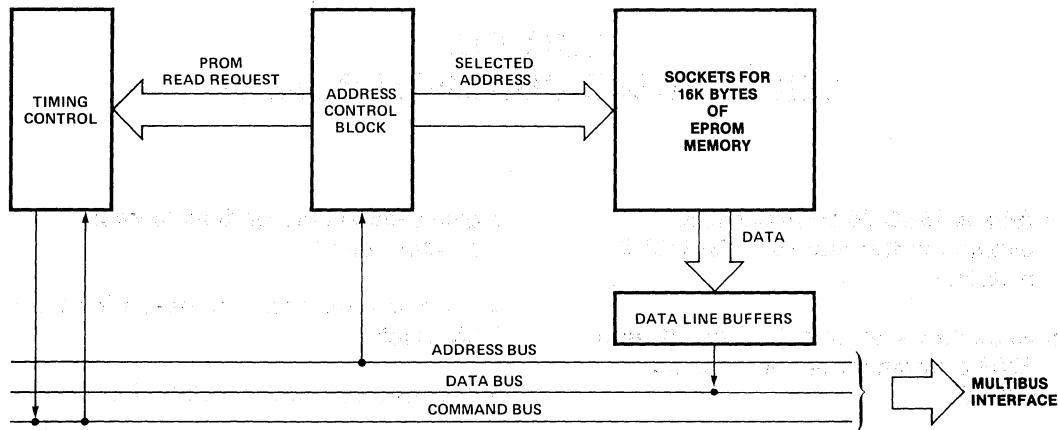 PROM
READ REQUEST
SELECTED
ADDRESS
TIMING
CONTROL
ADDRESS
CONTROL
BLOCK
SOCKETS FOR
16K BYTES
OF
EPROM
MEMORY
DATA
DATA LINE BUFFERS
ADDRESS BUS
DATA BUS
COMMAND BUS
MULTIBUS
INTERFACE